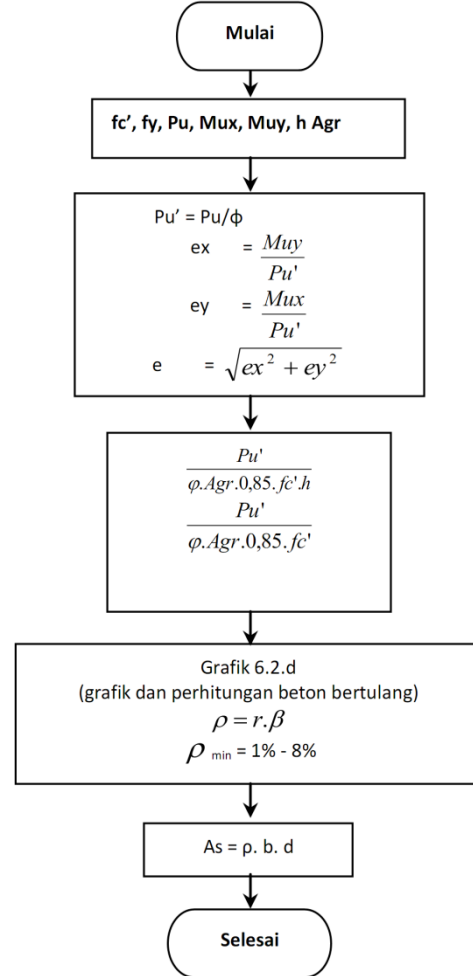 Mulai
fc’, fy, Pu, Mux, Muy, h Agr
Pu’ = Pu/ϕ
ex = Muy / Pu'
ey = Mux / Pu'
e = √(ex² + ey²)
Pu' / φ.Agr.0,85.fc'.h
Pu' / φ.Agr.0,85.fc'
Grafik 6.2.d
(grafik dan perhitungan beton bertulang)
ρ = r.β
ρ min = 1% - 8%
As = ρ. b. d
Selesai